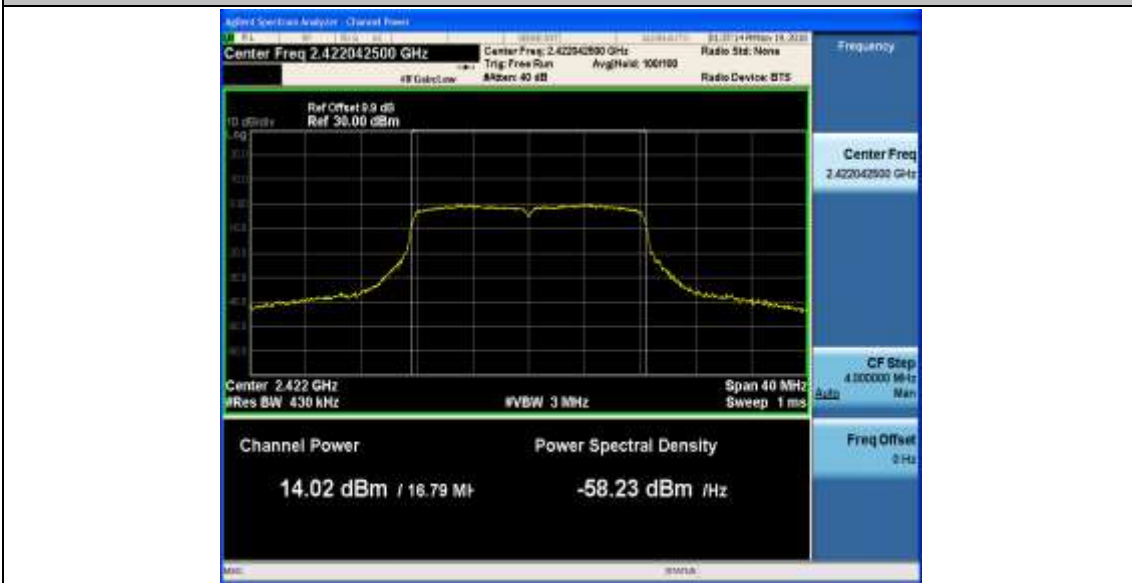 Agilent Spectrum Analyzer - Channel Power
Center Freq 2.422042500 GHz
Center Freq: 2.422042500 GHz
Radio Std: None
Trig: Free Run Avg|Hold: 100/100
#IFGain:Low #Atten: 40 dB Radio Device: BTS
Frequency
Ref Offset 9.9 dB
10 dB/div Ref 30.00 dBm
Log
Center Freq
2.422042500 GHz
Center 2.422 GHz Span 40 MHz
#Res BW 430 kHz #VBW 3 MHz Sweep 1 ms
CF Step
4.000000 MHz
Auto Man
Channel Power Power Spectral Density
14.02 dBm / 16.79 MH -58.23 dBm /Hz
Freq Offset
0 Hz
MSG STATUS